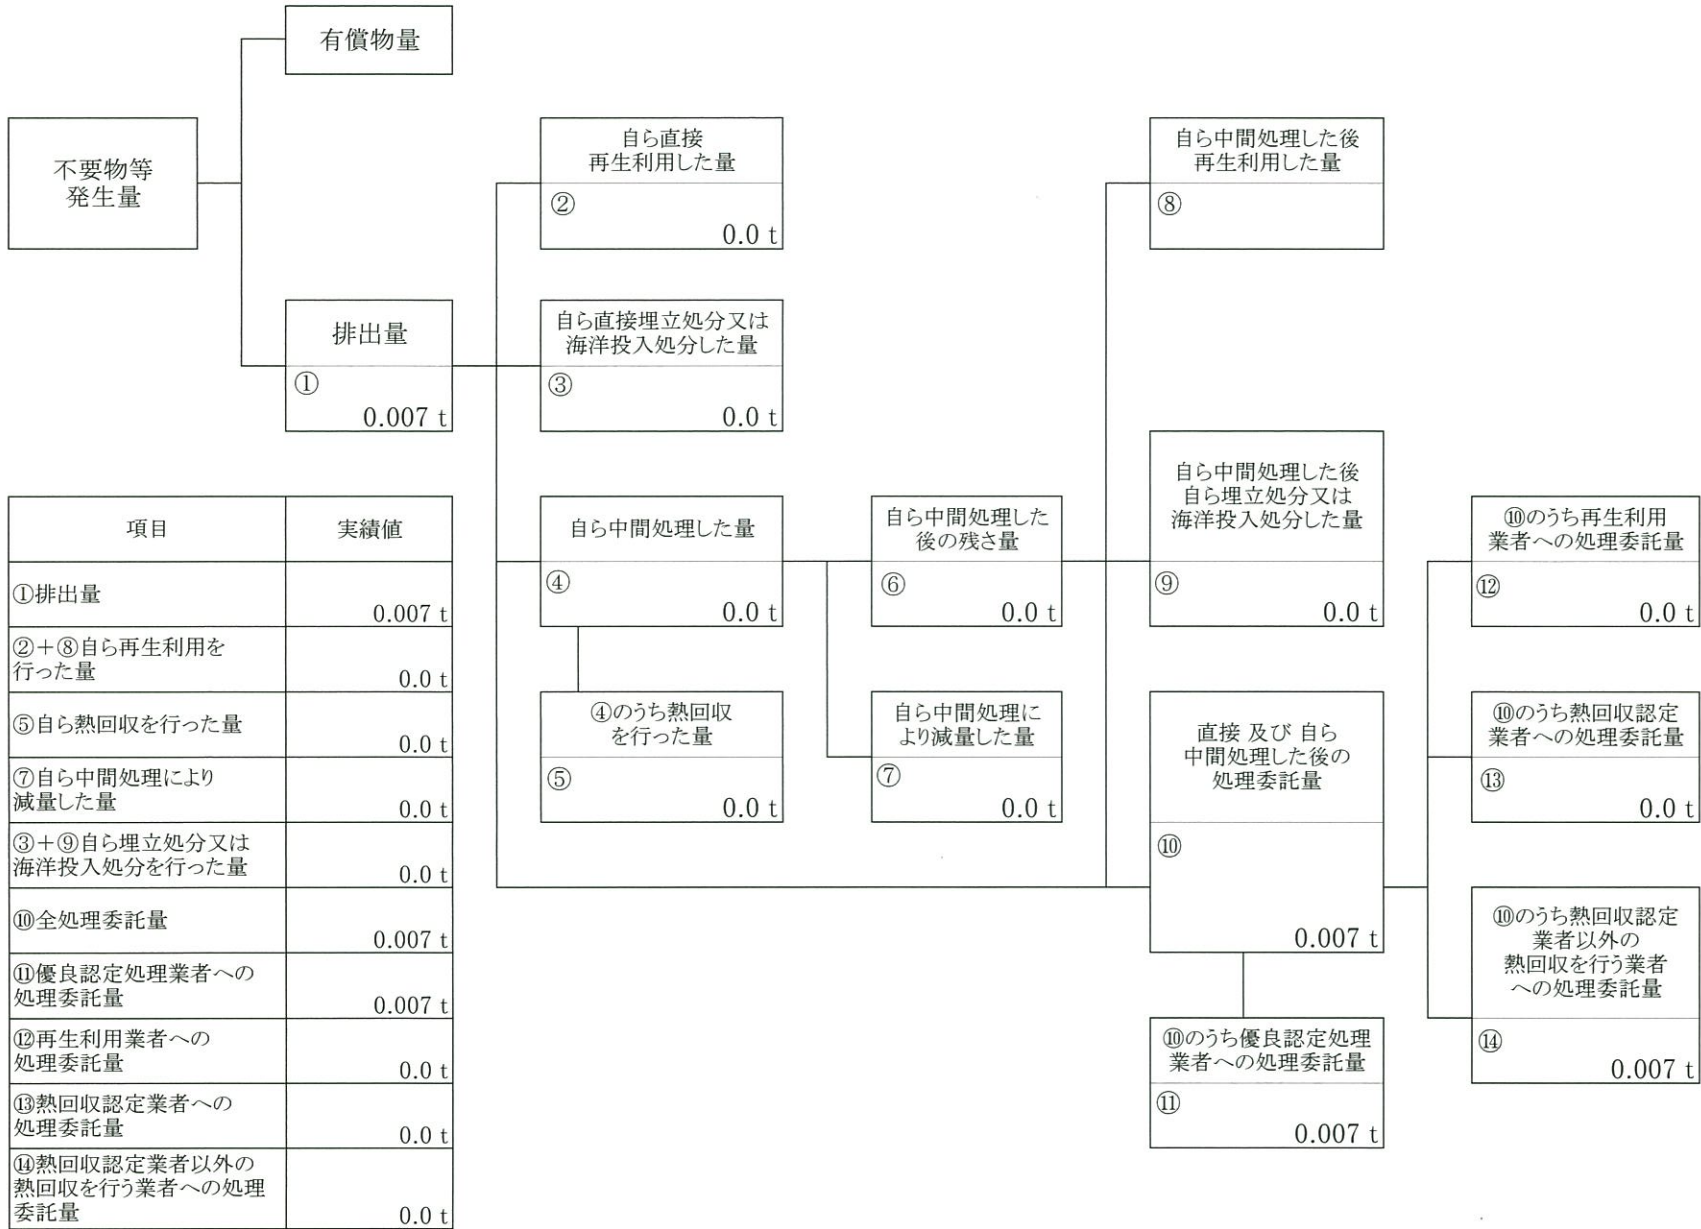 有償物量
不要物等
発生量
排出量
①
0.007 t
自ら直接
再生利用した量
②
0.0 t
自ら直接埋立処分又は
海洋投入処分した量
③
0.0 t
自ら中間処理した量
④
0.0 t
④のうち熱回収
を行った量
⑤
0.0 t
自ら中間処理した
後の残さ量
⑥
0.0 t
自ら中間処理に
より減量した量
⑦
0.0 t
自ら中間処理した後
再生利用した量
⑧
自ら中間処理した後
自ら埋立処分又は
海洋投入処分した量
⑨
0.0 t
直接 及び 自ら
中間処理した後の
処理委託量
⑩
0.007 t
⑩のうち優良認定処理
業者への処理委託量
⑪
0.007 t
⑩のうち再生利用
業者への処理委託量
⑫
0.0 t
⑩のうち熱回収認定
業者への処理委託量
⑬
0.0 t
⑩のうち熱回収認定
業者以外の
熱回収を行う業者
への処理委託量
⑭
0.007 t
項目 実績値
①排出量
0.007 t
②+⑧自ら再生利用を
行った量
0.0 t
⑤自ら熱回収を行った量
0.0 t
⑦自ら中間処理により
減量した量
0.0 t
③+⑨自ら埋立処分又は
海洋投入処分を行った量
0.0 t
⑩全処理委託量
0.007 t
⑪優良認定処理業者への
処理委託量
0.007 t
⑫再生利用業者への
処理委託量
0.0 t
⑬熱回収認定業者への
処理委託量
0.0 t
⑭熱回収認定業者以外の
熱回収を行う業者への処理
委託量
0.0 t